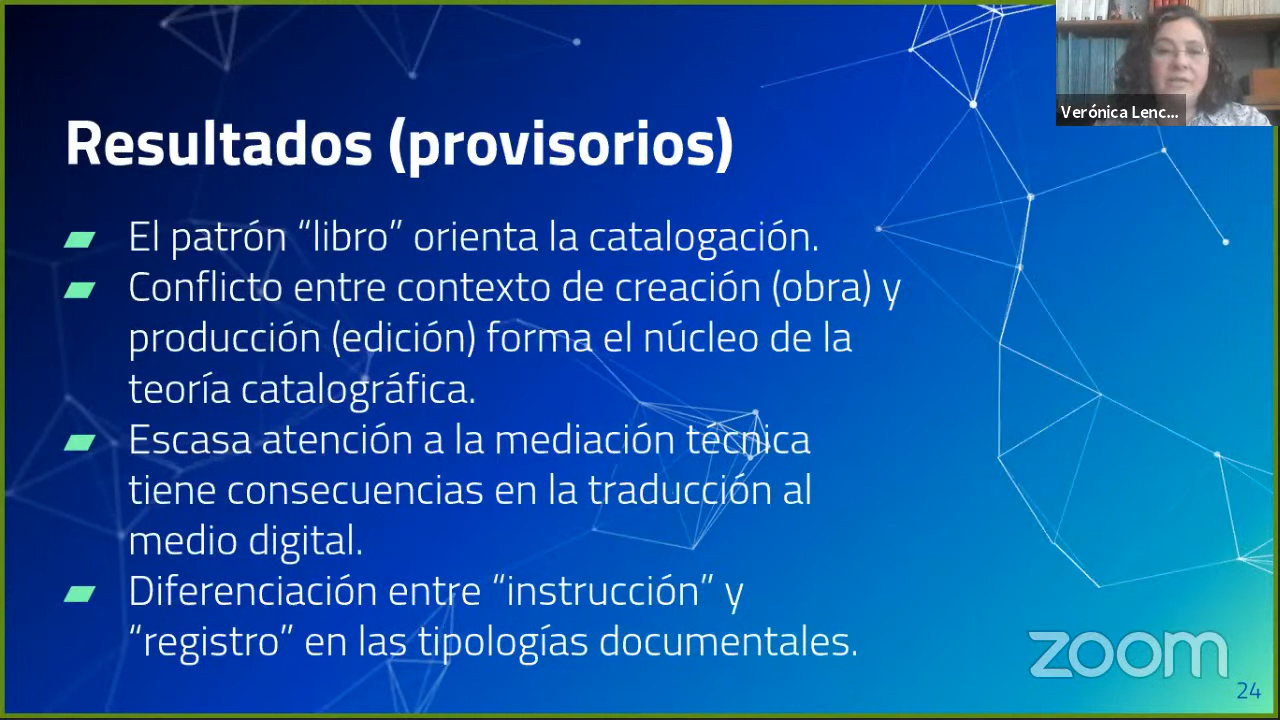 Verónica Lenc...
Resultados (provisorios)
El patrón “libro” orienta la catalogación.
Conflicto entre contexto de creación (obra) y
producción (edición) forma el núcleo de la
teoría catalográfica.
Escasa atención a la mediación técnica
tiene consecuencias en la traducción al
medio digital.
Diferenciación entre “instrucción” y
“registro” en las tipologías documentales.
zoom
24